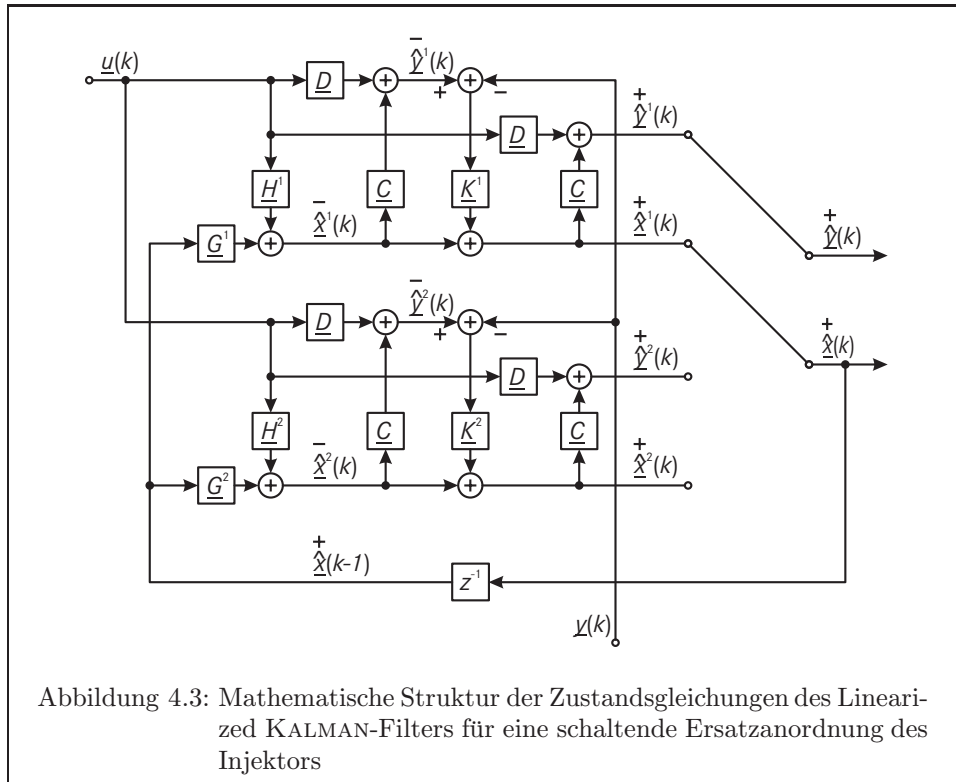 u(k)
D
+
− ŷ¹(k)
+
+
−
D
+
+ ŷ¹(k)
H¹
C
K¹
C
G¹
+
− x̂¹(k)
+
+ x̂¹(k)
+ ŷ(k)
D
+
− ŷ²(k)
+
+
−
+ x̂(k)
D
+
+ ŷ²(k)
H²
C
K²
C
G²
+
− x̂²(k)
+
+ x̂²(k)
+ x̂(k-1)
z⁻¹
y(k)
Abbildung 4.3: Mathematische Struktur der Zustandsgleichungen des Lineari-
zed KALMAN-Filters für eine schaltende Ersatzanordnung des
Injektors